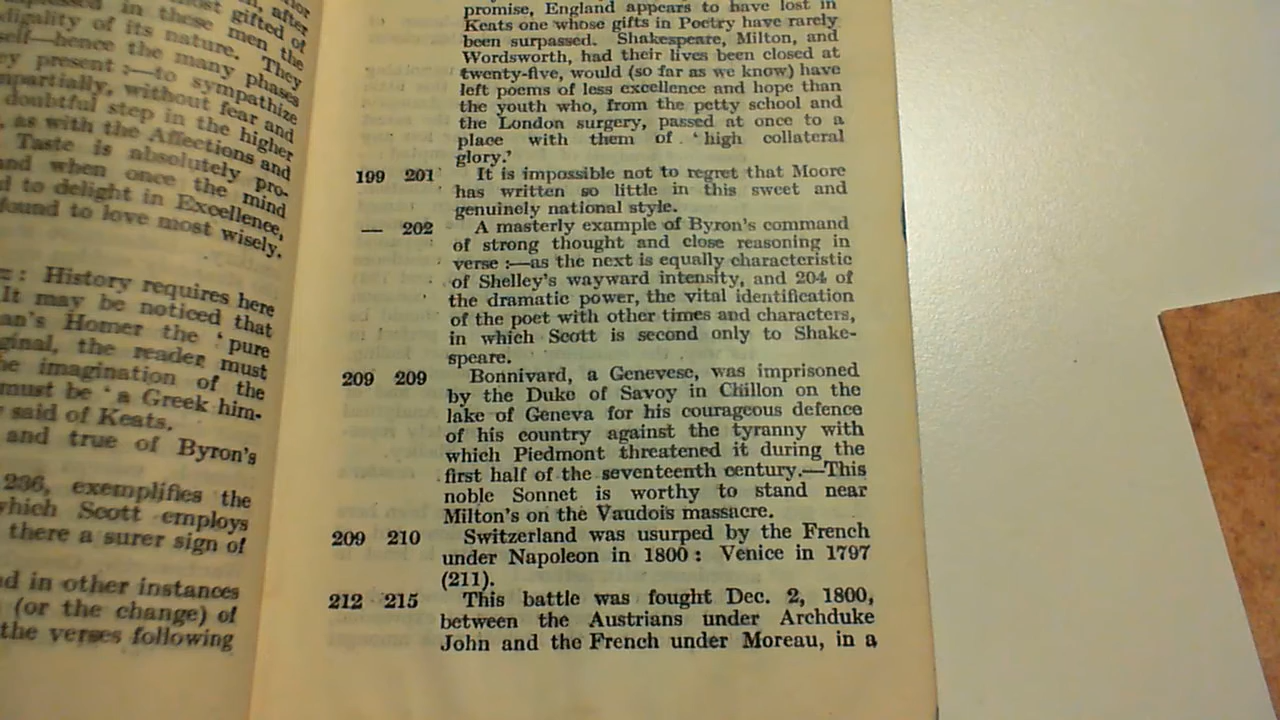 after
in these men the
digality of its nature. They
self—hence the many phases
present :—to sympathize
impartially, without fear and
doubtful step in the higher
, as with the Affections and
Taste is absolutely pro-
and when once the mind
to delight in Excellence,
found to love most wisely.
: History requires here
It may be noticed that
Homer the ‘ pure
the reader must
imagination of the
must be ‘ a Greek him-
said of Keats.
and true of Byron's
236, exemplifies the
which Scott employs
there a surer sign of
in other instances
(or the change) of
the verses following
promise, England appears to have lost in
Keats one whose gifts in Poetry have rarely
been surpassed. Shakespeare, Milton, and
Wordsworth, had their lives been closed at
twenty-five, would (so far as we know) have
left poems of less excellence and hope than
the youth who, from the petty school and
the London surgery, passed at once to a
place with them of ‘ high collateral
glory.’
199 201 It is impossible not to regret that Moore
has written so little in this sweet and
genuinely national style.
— 202 A masterly example of Byron's command
of strong thought and close reasoning in
verse :—as the next is equally characteristic
of Shelley's wayward intensity, and 204 of
the dramatic power, the vital identification
of the poet with other times and characters,
in which Scott is second only to Shake-
speare.
209 209 Bonnivard, a Genevese, was imprisoned
by the Duke of Savoy in Chillon on the
lake of Geneva for his courageous defence
of his country against the tyranny with
which Piedmont threatened it during the
first half of the seventeenth century.—This
noble Sonnet is worthy to stand near
Milton's on the Vaudois massacre.
209 210 Switzerland was usurped by the French
under Napoleon in 1800 : Venice in 1797
(211).
212 215 This battle was fought Dec. 2, 1800,
between the Austrians under Archduke
John and the French under Moreau, in a